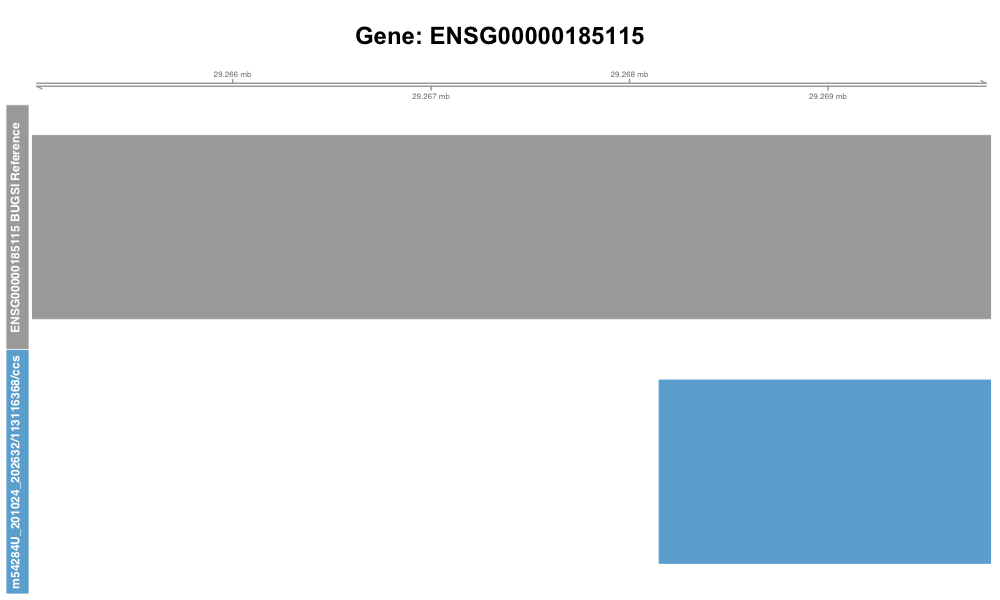 Gene: ENSG00000185115
29.266 mb
29.268 mb
29.267 mb
29.269 mb
ENSG00000185115 BUGSI Reference
m54284U_201024_202632/113116368/ccs